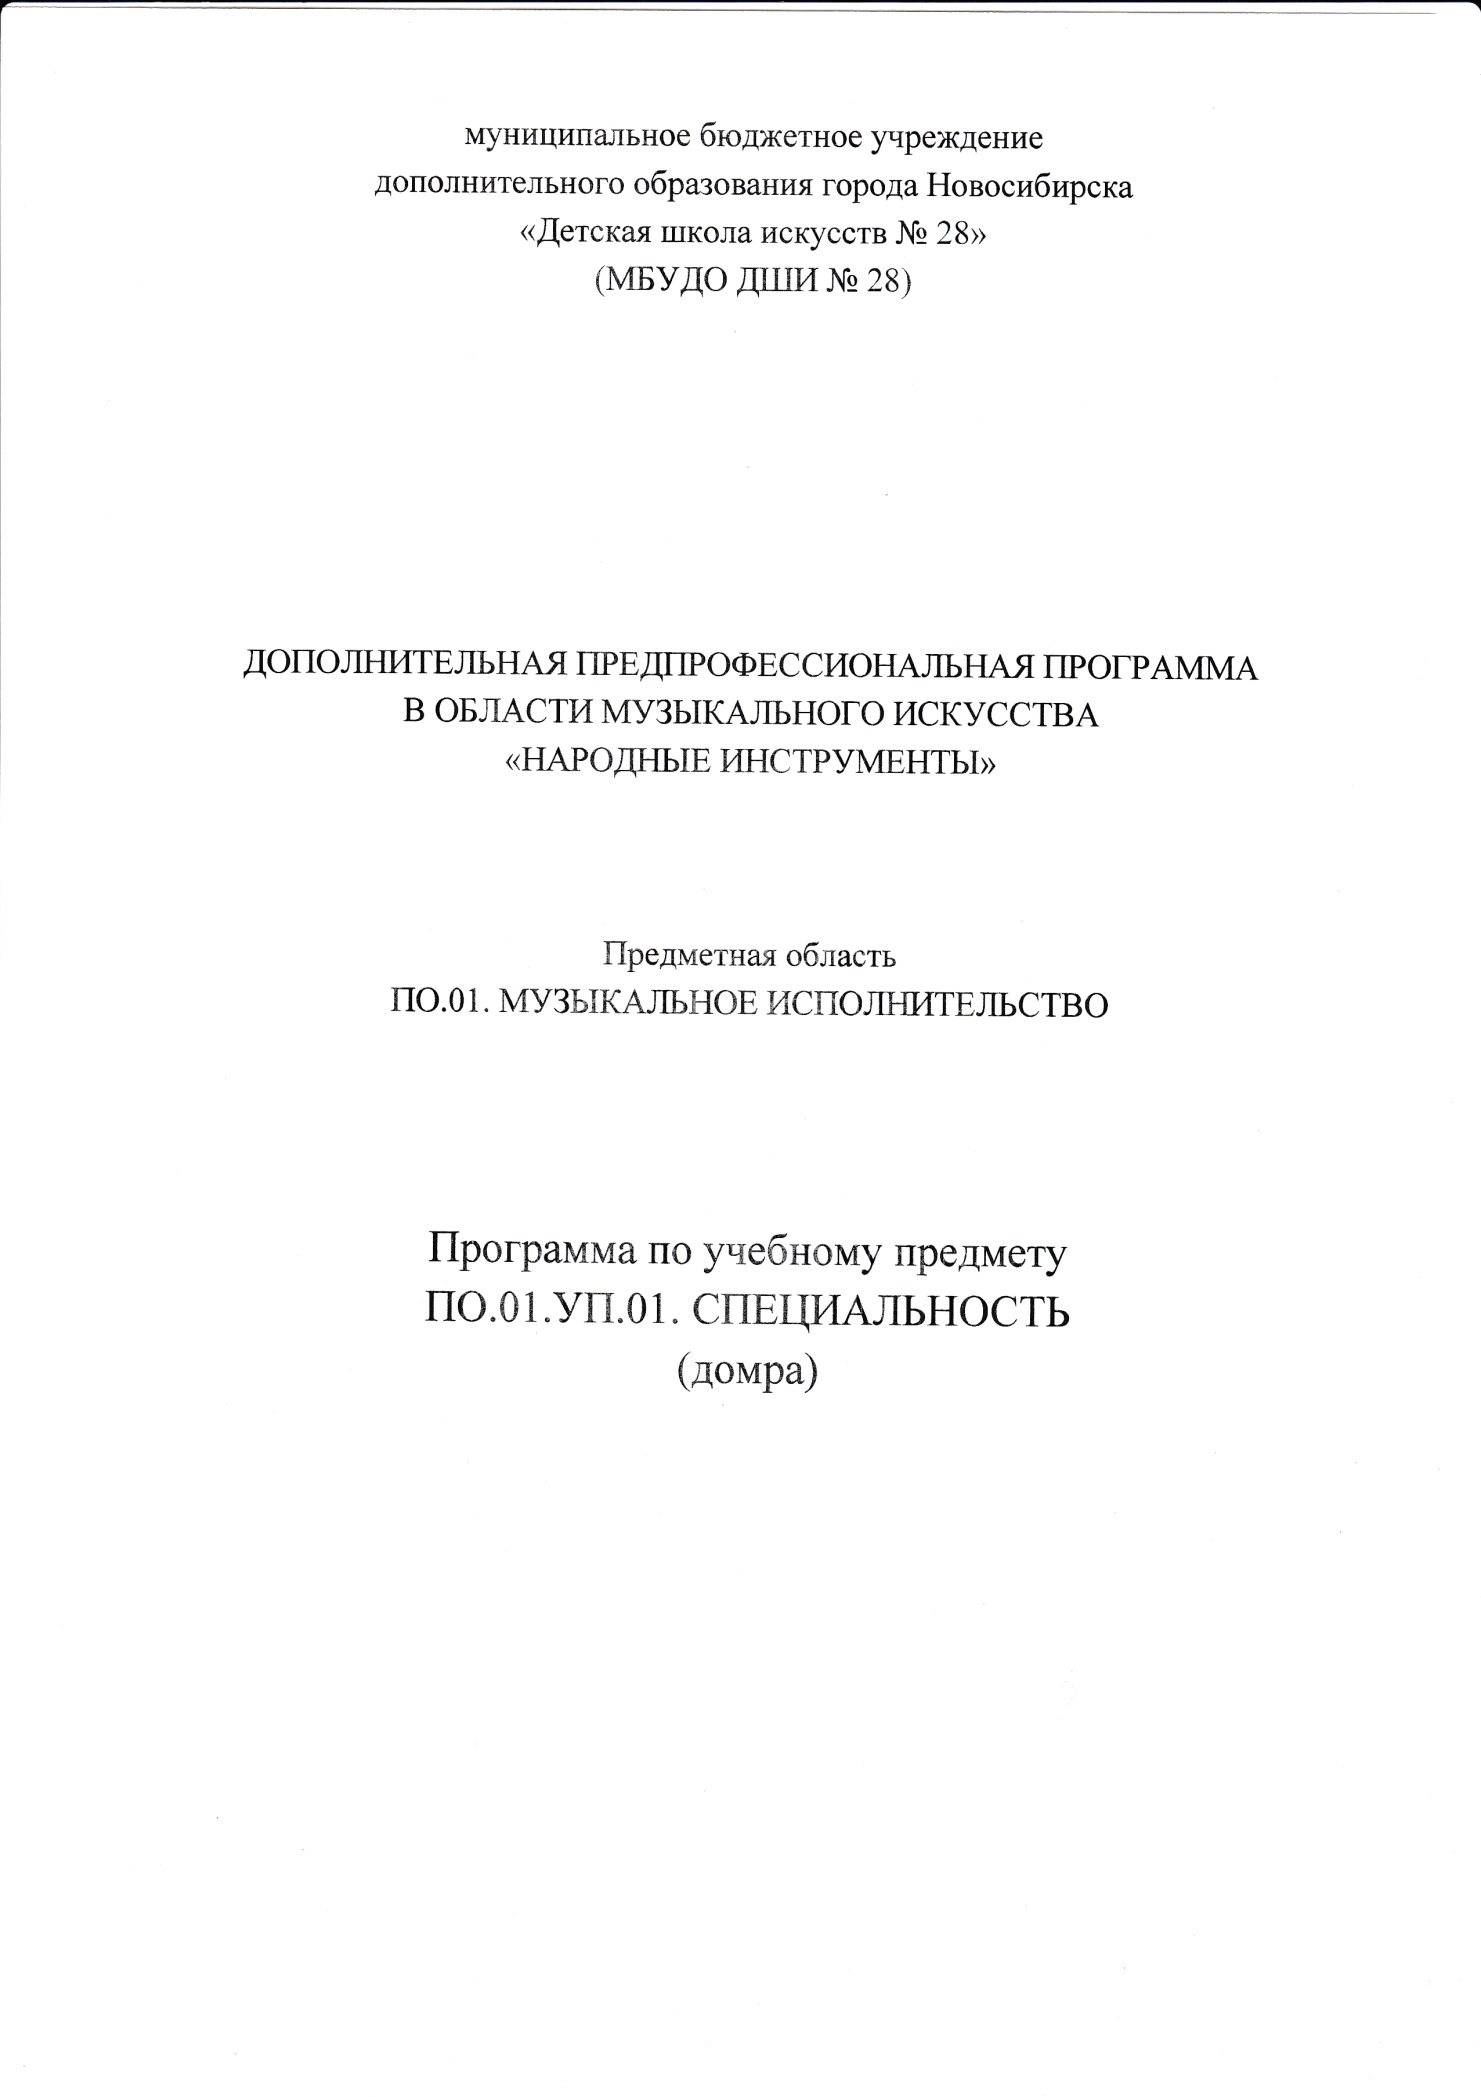 муниципальное бюджетное учреждение
дополнительного образования города Новосибирска
«Детская школа искусств № 28»
(МБУДО ДШИ № 28)
ДОПОЛНИТЕЛЬНАЯ ПРЕДПРОФЕССИОНАЛЬНАЯ ПРОГРАММА
В ОБЛАСТИ МУЗЫКАЛЬНОГО ИСКУССТВА
«НАРОДНЫЕ ИНСТРУМЕНТЫ»
Предметная область
ПО.01. МУЗЫКАЛЬНОЕ ИСПОЛНИТЕЛЬСТВО
Программа по учебному предмету
ПО.01.УП.01. СПЕЦИАЛЬНОСТЬ
(домра)